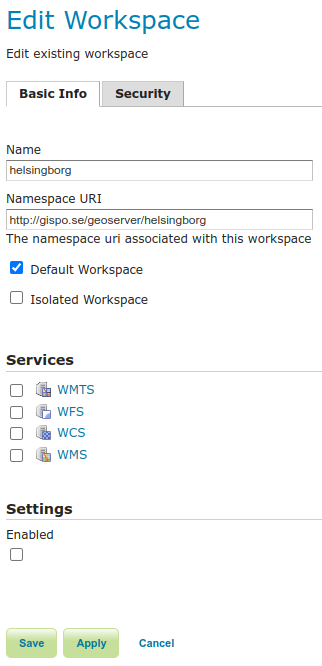 Edit Workspace
Edit existing workspace
Basic Info
Security
Name
helsingborg
Namespace URI
http://gispo.se/geoserver/helsingborg
The namespace uri associated with this workspace
Default Workspace
Isolated Workspace
Services
WMTS
WFS
WCS
WMS
Settings
Enabled
Save Apply Cancel